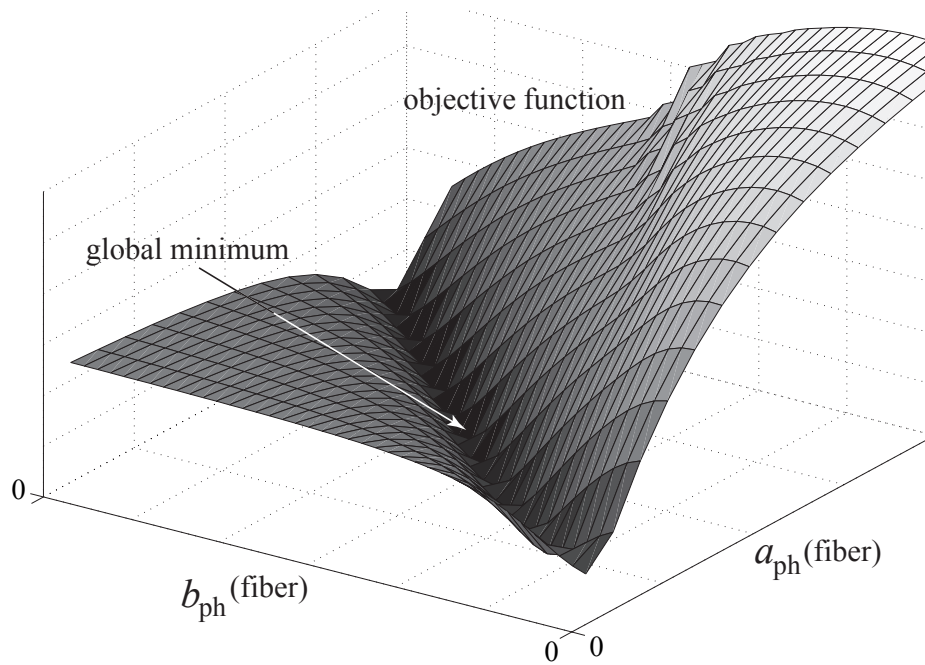 objective function
global minimum
0
b_ph (fiber)
0
0
a_ph (fiber)